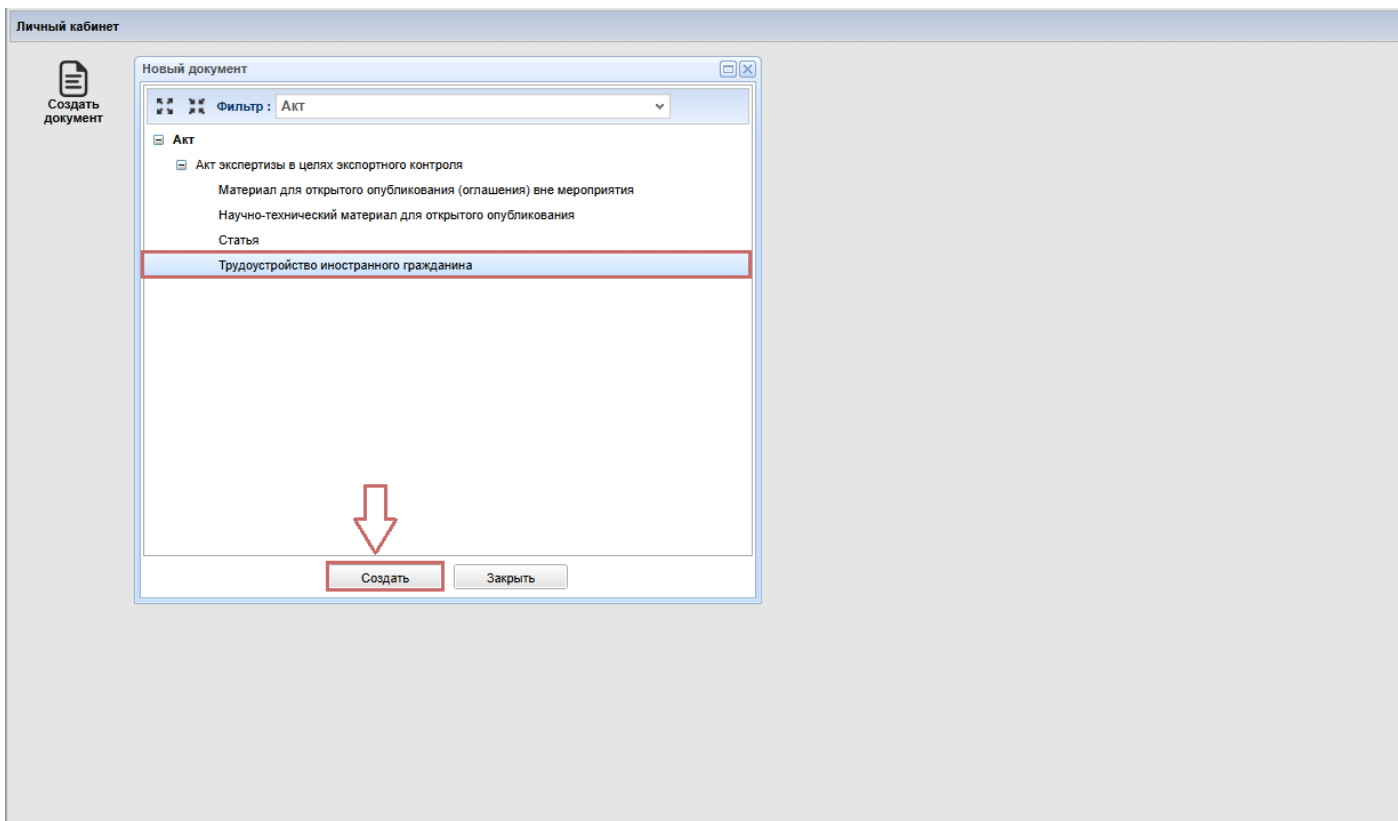 Личный кабинет
Создать
документ
Новый документ
Фильтр : Акт
Акт
Акт экспертизы в целях экспортного контроля
Материал для открытого опубликования (оглашения) вне мероприятия
Научно-технический материал для открытого опубликования
Статья
Трудоустройство иностранного гражданина
Создать
Закрыть